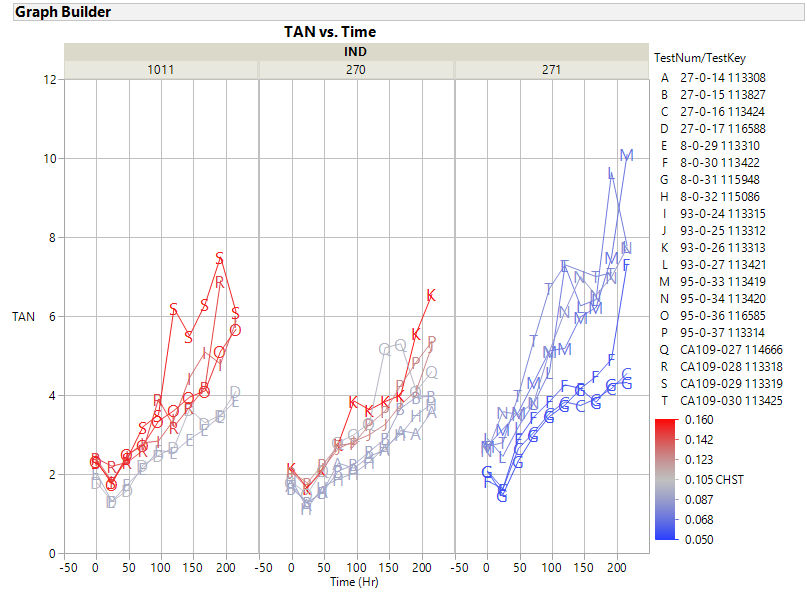 Graph Builder
TAN vs. Time
IND
1011 270 271
TAN
12
10
8
6
4
2
0
-50 0 50 100 150 200 -50 0 50 100 150 200 -50 0 50 100 150 200
Time (Hr)
TestNum/TestKey
A 27-0-14 113308
B 27-0-15 113827
C 27-0-16 113424
D 27-0-17 116588
E 8-0-29 113310
F 8-0-30 113422
G 8-0-31 115948
H 8-0-32 115086
I 93-0-24 113315
J 93-0-25 113312
K 93-0-26 113313
L 93-0-27 113421
M 95-0-33 113419
N 95-0-34 113420
O 95-0-36 116585
P 95-0-37 113314
Q CA109-027 114666
R CA109-028 113318
S CA109-029 113319
T CA109-030 113425
0.160
0.142
0.123
0.105 CHST
0.087
0.068
0.050